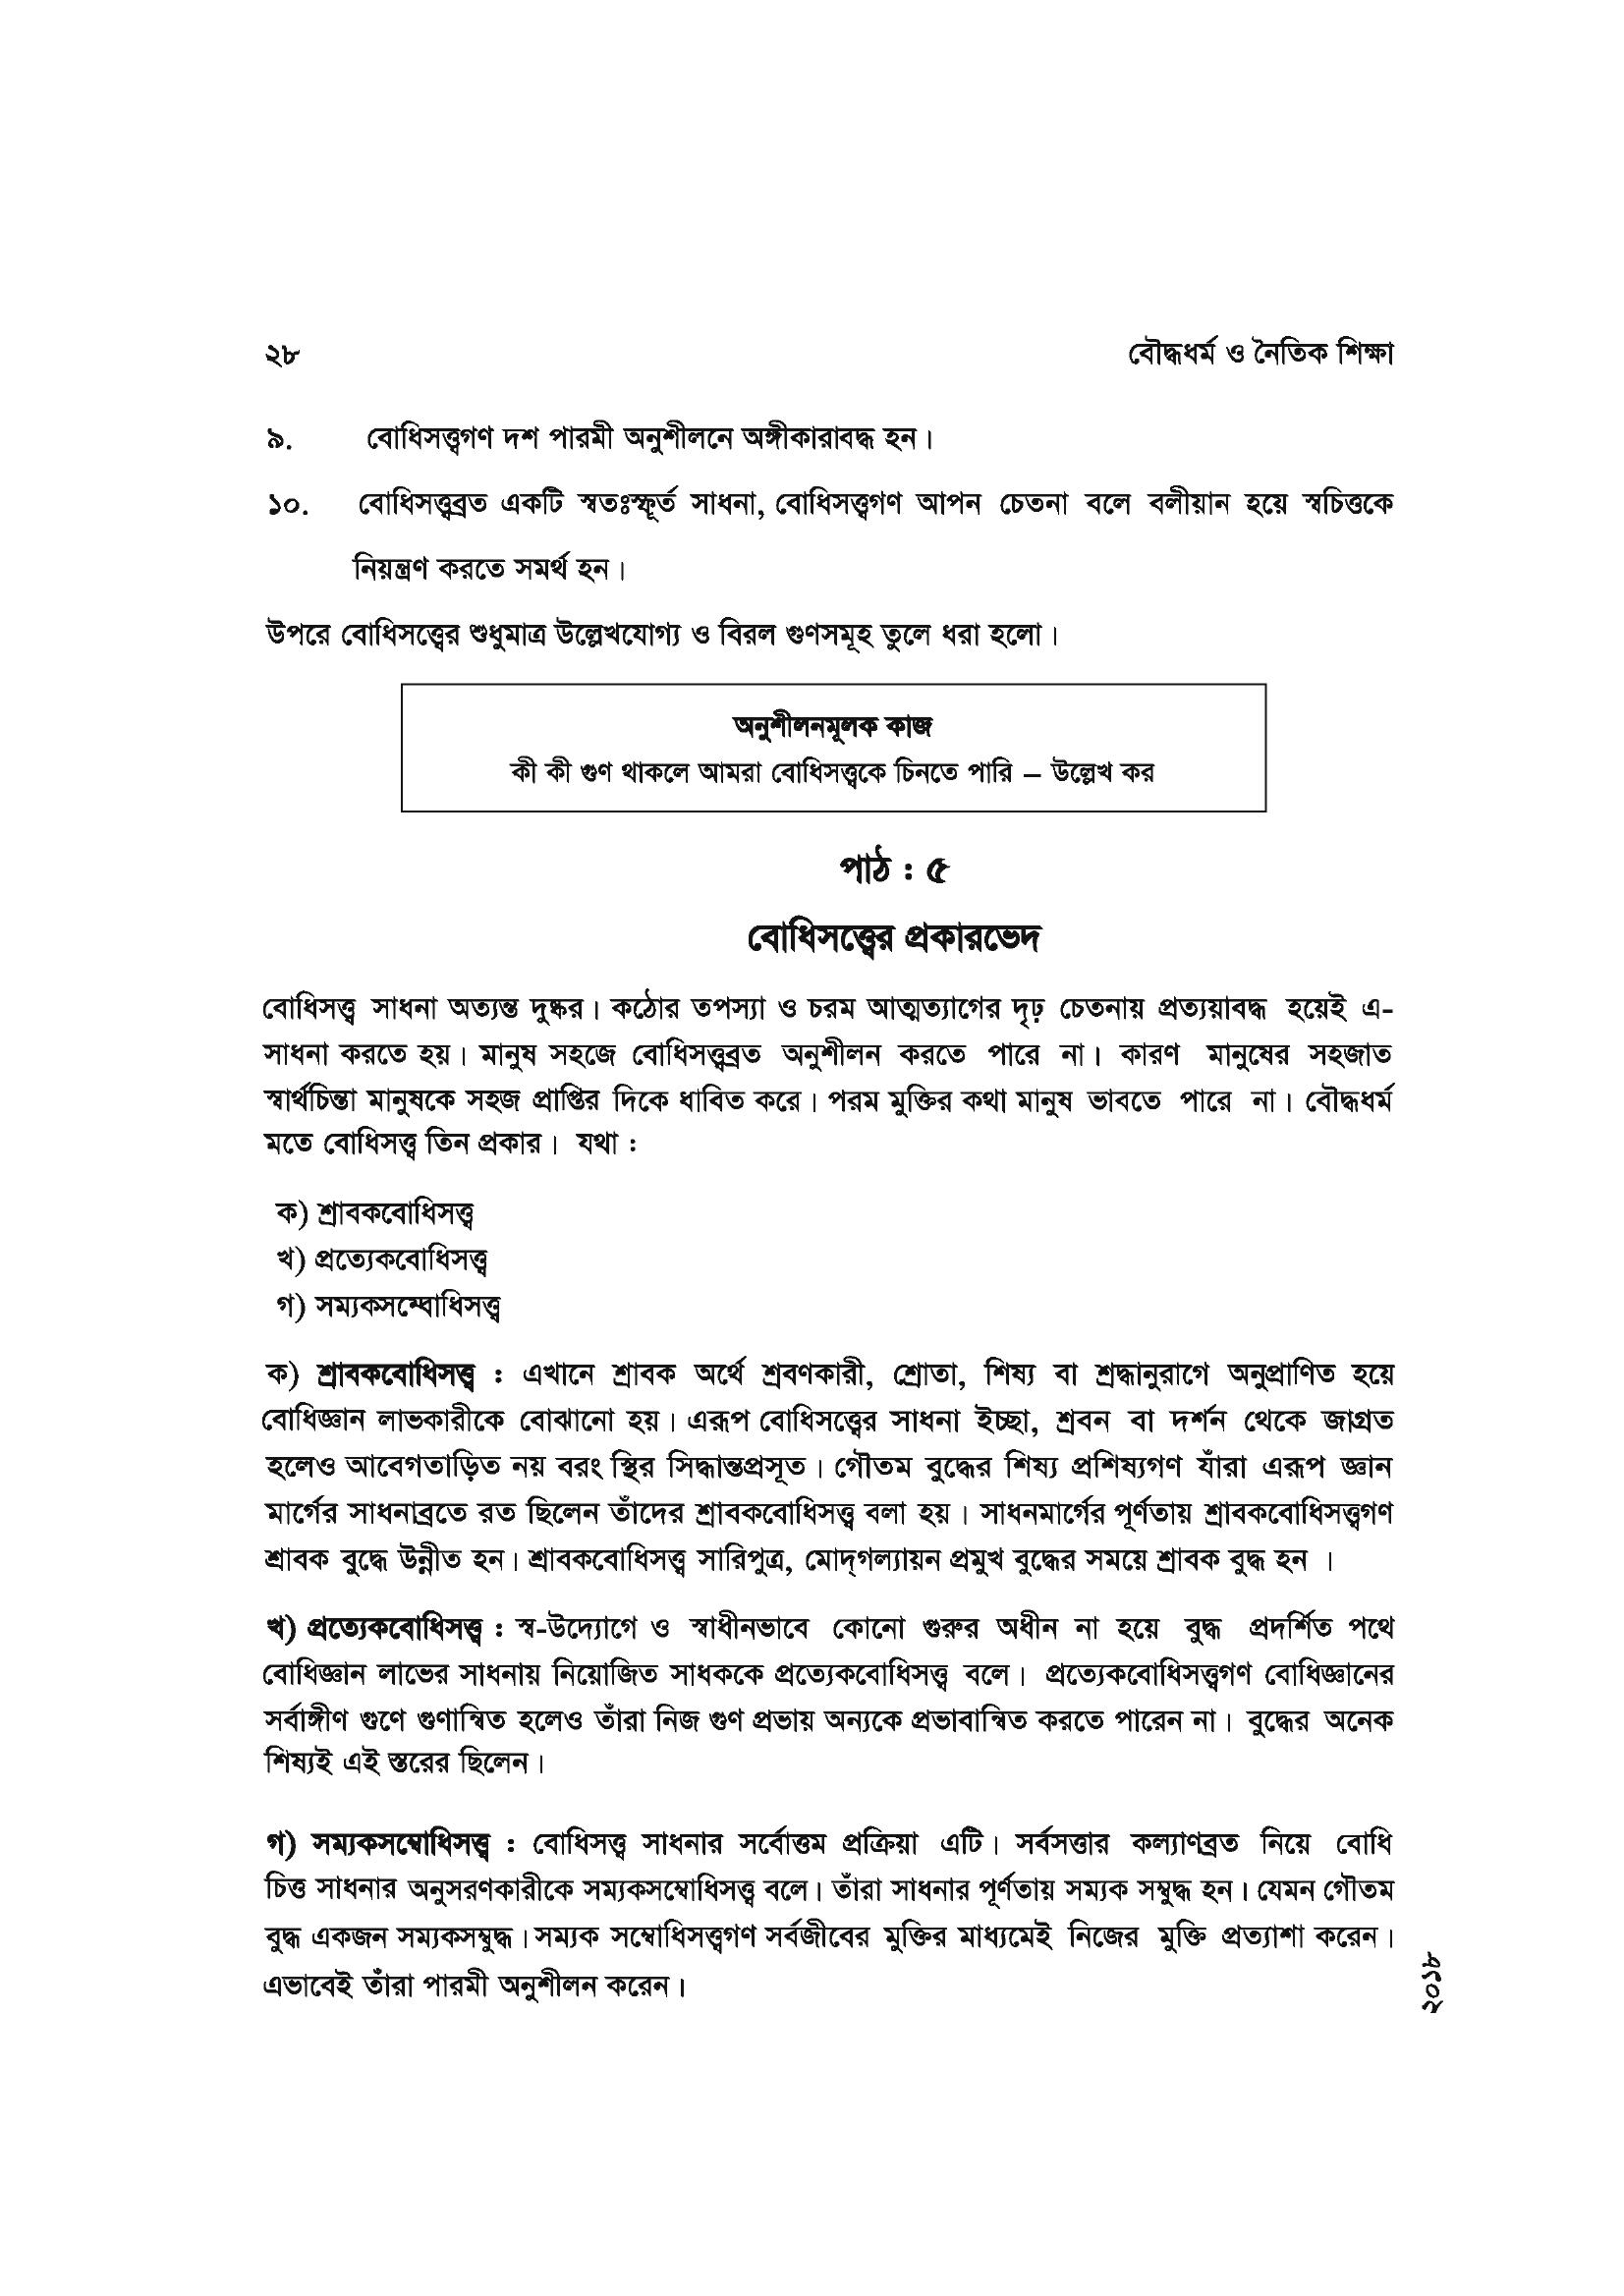 ২৮ বৌদ্ধধর্ম ও নৈতিক শিক্ষা
৯. বোধিসত্ত্বগণ দশ পারমী অনুশীলনে অঙ্গীকারাবদ্ধ হন।
১০. বোধিসত্ত্বব্রত একটি স্বতঃস্ফূর্ত সাধনা, বোধিসত্ত্বগণ আপন চেতনা বলে বলীয়ান হয়ে স্বচিত্তকে
নিয়ন্ত্রণ করতে সমর্থ হন।
উপরে বোধিসত্ত্বের শুধুমাত্র উল্লেখযোগ্য ও বিরল গুণসমূহ তুলে ধরা হলো।
অনুশীলনমূলক কাজ
কী কী গুণ থাকলে আমরা বোধিসত্ত্বকে চিনতে পারি – উল্লেখ কর
পাঠ : ৫
বোধিসত্ত্বের প্রকারভেদ
বোধিসত্ত্ব সাধনা অত্যন্ত দুষ্কর। কঠোর তপস্যা ও চরম আত্মত্যাগের দৃঢ় চেতনায় প্রত্যয়াবদ্ধ হয়েই এ-
সাধনা করতে হয়। মানুষ সহজে বোধিসত্ত্বব্রত অনুশীলন করতে পারে না। কারণ মানুষের সহজাত
স্বার্থচিন্তা মানুষকে সহজ প্রাপ্তির দিকে ধাবিত করে। পরম মুক্তির কথা মানুষ ভাবতে পারে না। বৌদ্ধধর্ম
মতে বোধিসত্ত্ব তিন প্রকার। যথা :
ক) শ্রাবকবোধিসত্ত্ব
খ) প্রত্যেকবোধিসত্ত্ব
গ) সম্যকসম্বোধিসত্ত্ব
ক) শ্রাবকবোধিসত্ত্ব : এখানে শ্রাবক অর্থে শ্রবণকারী, শ্রোতা, শিষ্য বা শ্রদ্ধানুরাগে অনুপ্রাণিত হয়ে
বোধিজ্ঞান লাভকারীকে বোঝানো হয়। এরূপ বোধিসত্ত্বের সাধনা ইচ্ছা, শ্রবন বা দর্শন থেকে জাগ্রত
হলেও আবেগতাড়িত নয় বরং স্থির সিদ্ধান্তপ্রসূত। গৌতম বুদ্ধের শিষ্য প্রশিষ্যগণ যাঁরা এরূপ জ্ঞান
মার্গের সাধনাব্রতে রত ছিলেন তাঁদের শ্রাবকবোধিসত্ত্ব বলা হয়। সাধনমার্গের পূর্ণতায় শ্রাবকবোধিসত্ত্বগণ
শ্রাবক বুদ্ধে উন্নীত হন। শ্রাবকবোধিসত্ত্ব সারিপুত্র, মোদ্‌গল্যায়ন প্রমুখ বুদ্ধের সময়ে শ্রাবক বুদ্ধ হন ।
খ) প্রত্যেকবোধিসত্ত্ব : স্ব-উদ্যোগে ও স্বাধীনভাবে কোনো গুরুর অধীন না হয়ে বুদ্ধ প্রদর্শিত পথে
বোধিজ্ঞান লাভের সাধনায় নিয়োজিত সাধককে প্রত্যেকবোধিসত্ত্ব বলে। প্রত্যেকবোধিসত্ত্বগণ বোধিজ্ঞানের
সর্বাঙ্গীণ গুণে গুণান্বিত হলেও তাঁরা নিজ গুণ প্রভায় অন্যকে প্রভাবান্বিত করতে পারেন না। বুদ্ধের অনেক
শিষ্যই এই স্তরের ছিলেন।
গ) সম্যকসম্বোধিসত্ত্ব : বোধিসত্ত্ব সাধনার সর্বোত্তম প্রক্রিয়া এটি। সর্বসত্তার কল্যাণব্রত নিয়ে বোধি
চিত্ত সাধনার অনুসরণকারীকে সম্যকসম্বোধিসত্ত্ব বলে। তাঁরা সাধনার পূর্ণতায় সম্যক সম্বুদ্ধ হন। যেমন গৌতম
বুদ্ধ একজন সম্যকসম্বুদ্ধ। সম্যক সম্বোধিসত্ত্বগণ সর্বজীবের মুক্তির মাধ্যমেই নিজের মুক্তি প্রত্যাশা করেন।
এভাবেই তাঁরা পারমী অনুশীলন করেন।
২০১৮